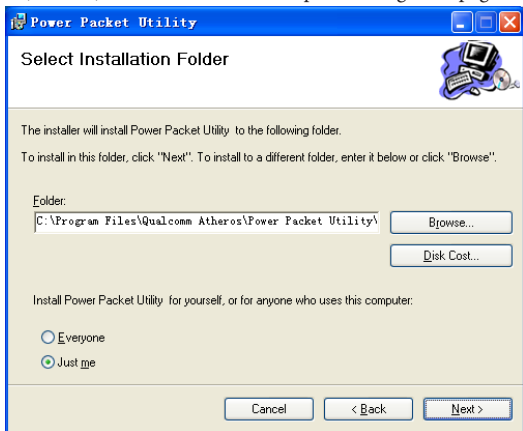 Power Packet Utility
Select Installation Folder
The installer will install Power Packet Utility to the following folder.
To install in this folder, click "Next". To install to a different folder, enter it below or click "Browse".
Folder:
C:\Program Files\Qualcomm Atheros\Power Packet Utility\
Browse...
Disk Cost...
Install Power Packet Utility for yourself, or for anyone who uses this computer:
Everyone
Just me
Cancel
< Back
Next >